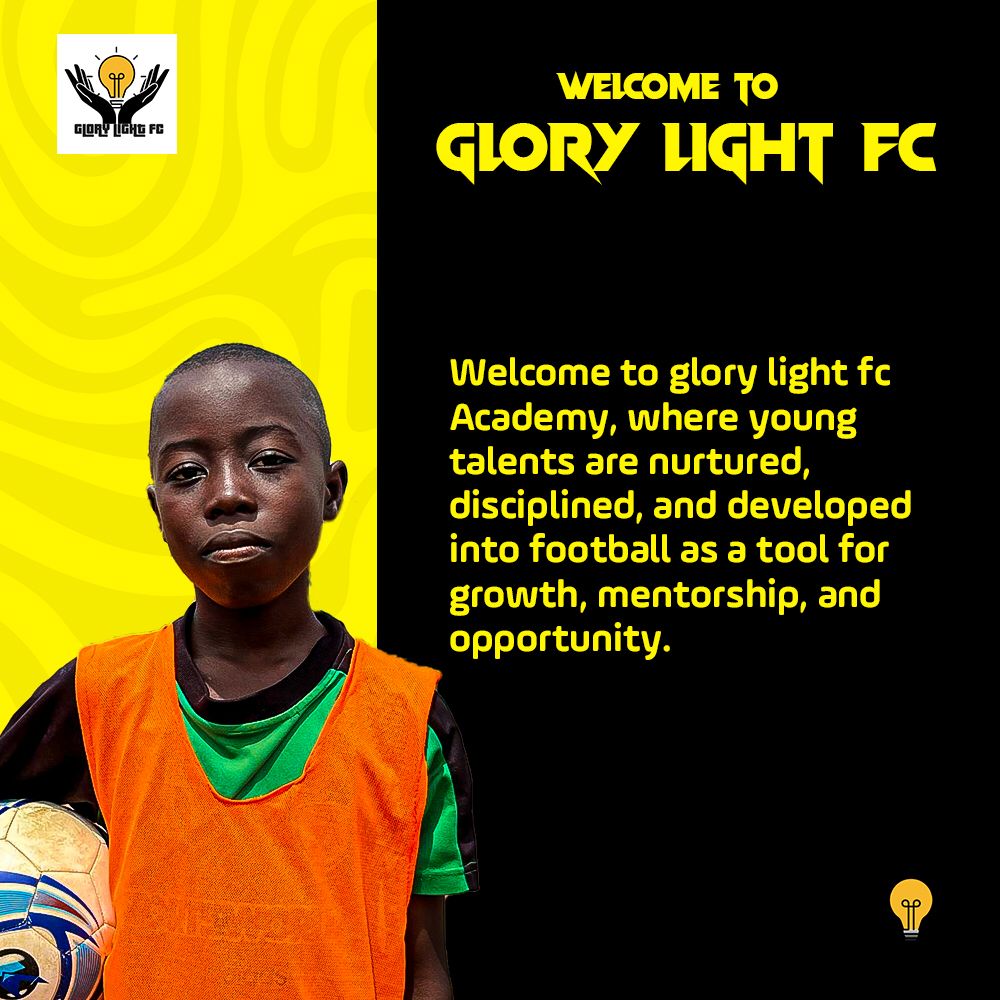 GLORY LIGHT FC
WELCOME TO
GLORY LIGHT FC
Welcome to glory light fc
Academy, where young
talents are nurtured,
disciplined, and developed
into football as a tool for
growth, mentorship, and
opportunity.